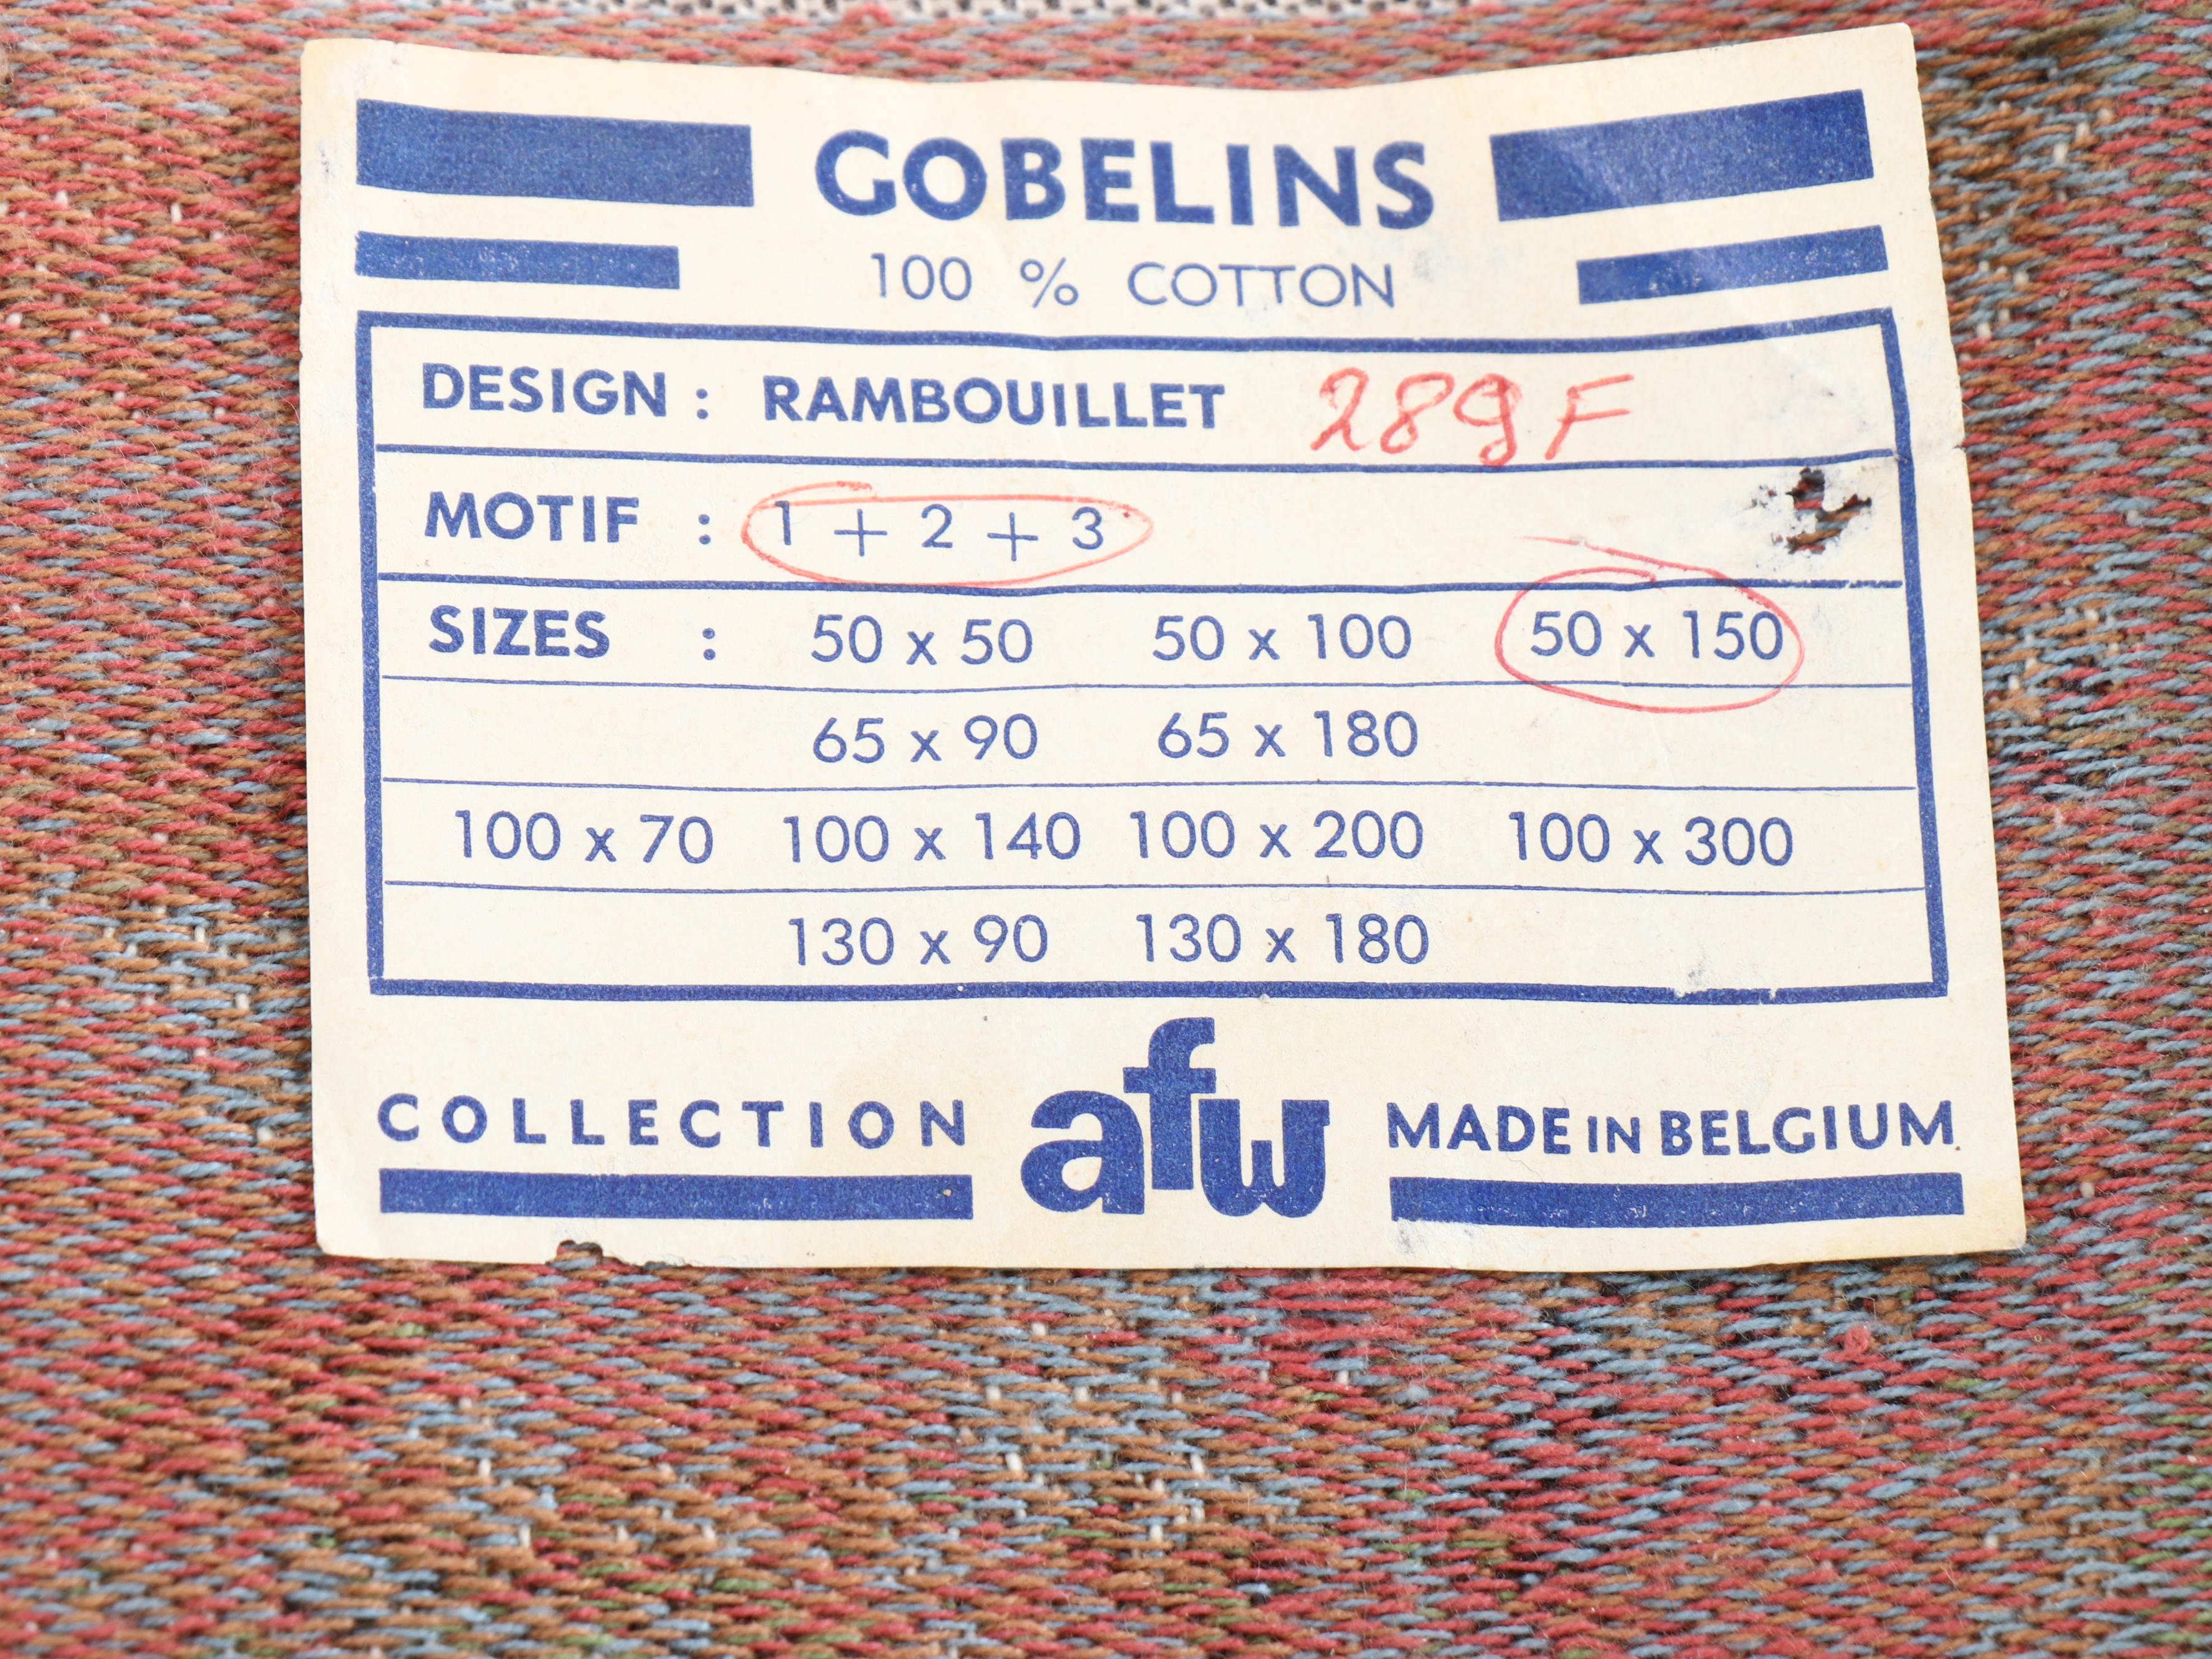 GOBELINS
100 % COTTON
DESIGN : RAMBOUILLET 289 F
MOTIF : 1 + 2 + 3
SIZES : 50 x 50 50 x 100 50 x 150
65 x 90 65 x 180
100 x 70 100 x 140 100 x 200 100 x 300
130 x 90 130 x 180
COLLECTION afw MADE IN BELGIUM